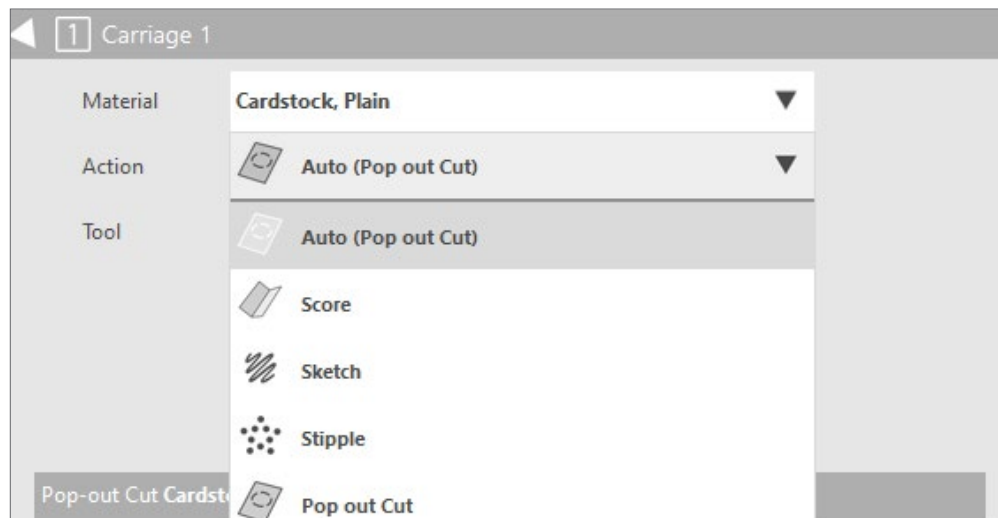 1 Carriage 1
Material Cardstock, Plain
Action Auto (Pop out Cut)
Tool Auto (Pop out Cut)
Score
Sketch
Stipple
Pop-out Cut Pop out Cut